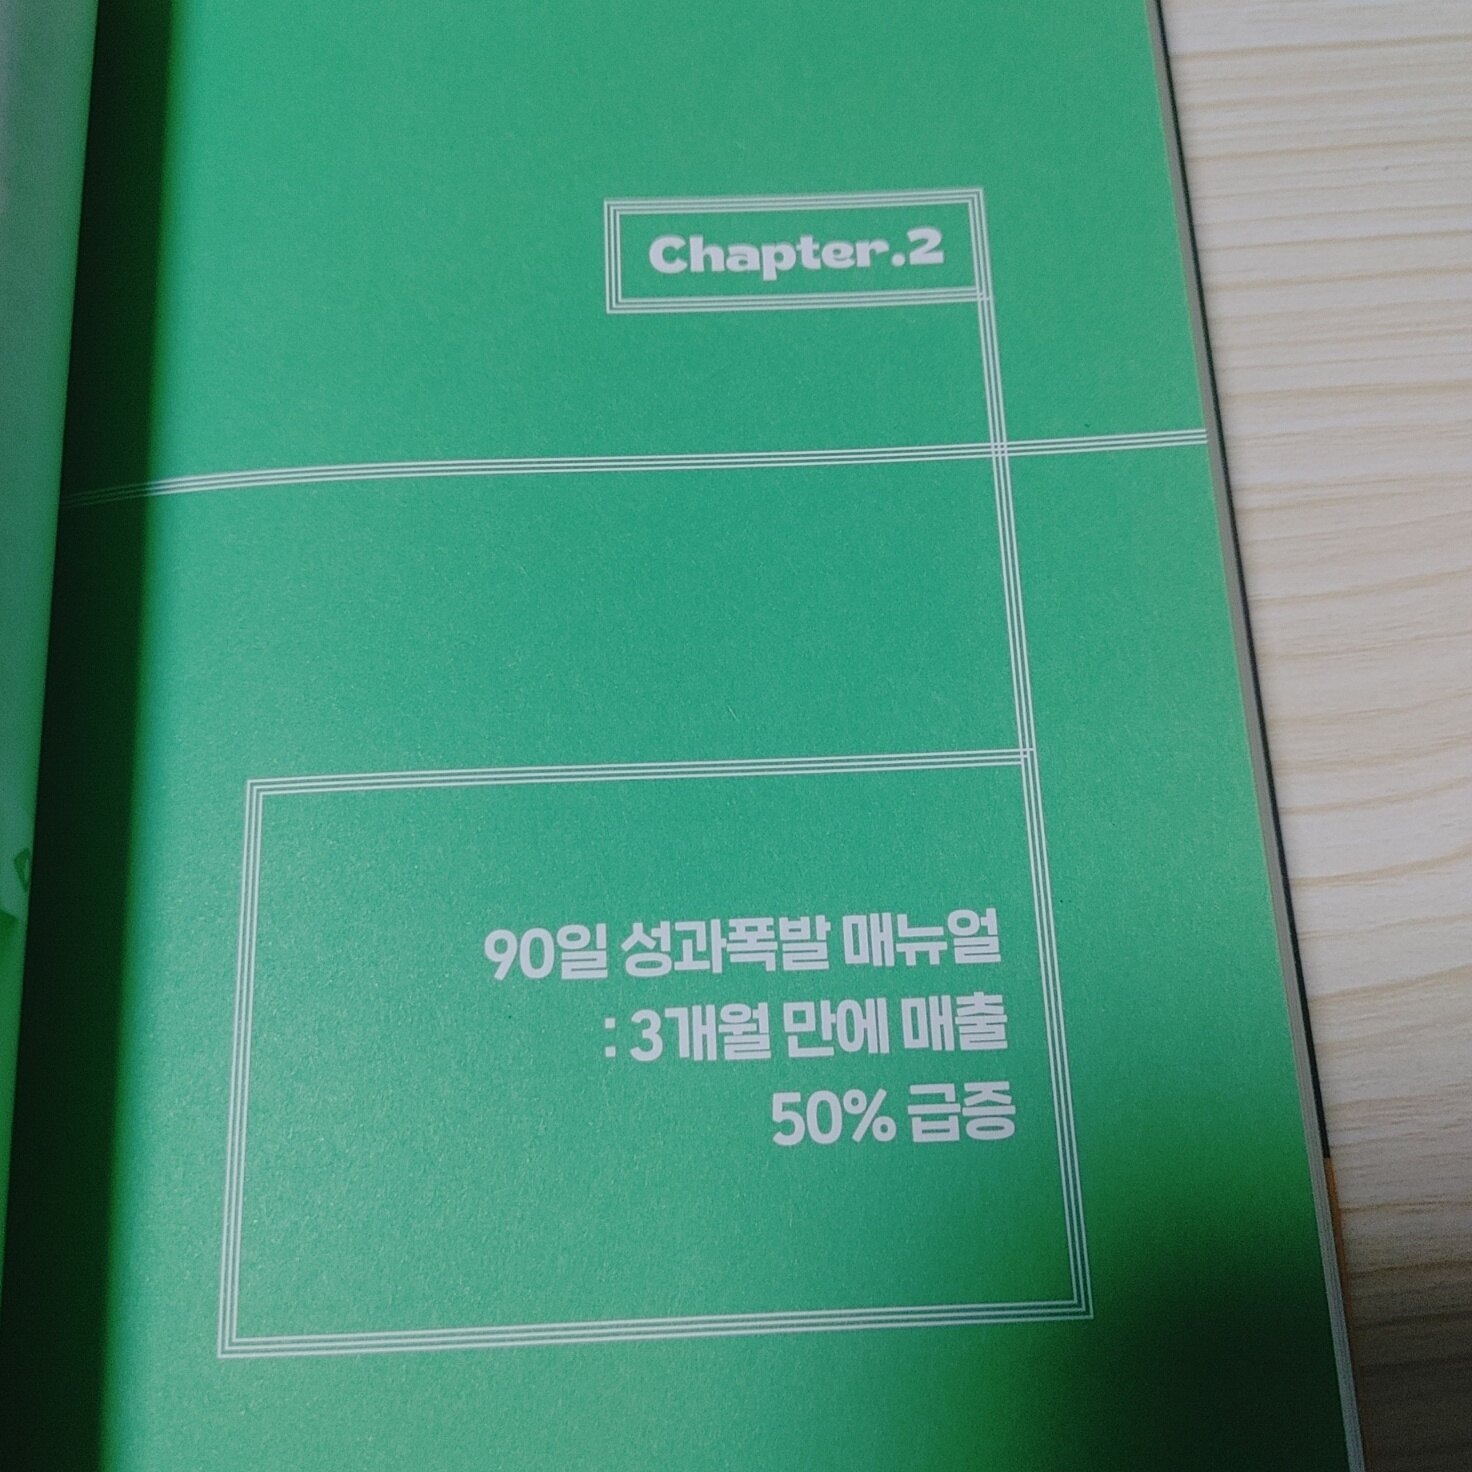 Chapter.2
90일 성과폭발 매뉴얼
: 3개월 만에 매출
50% 급증